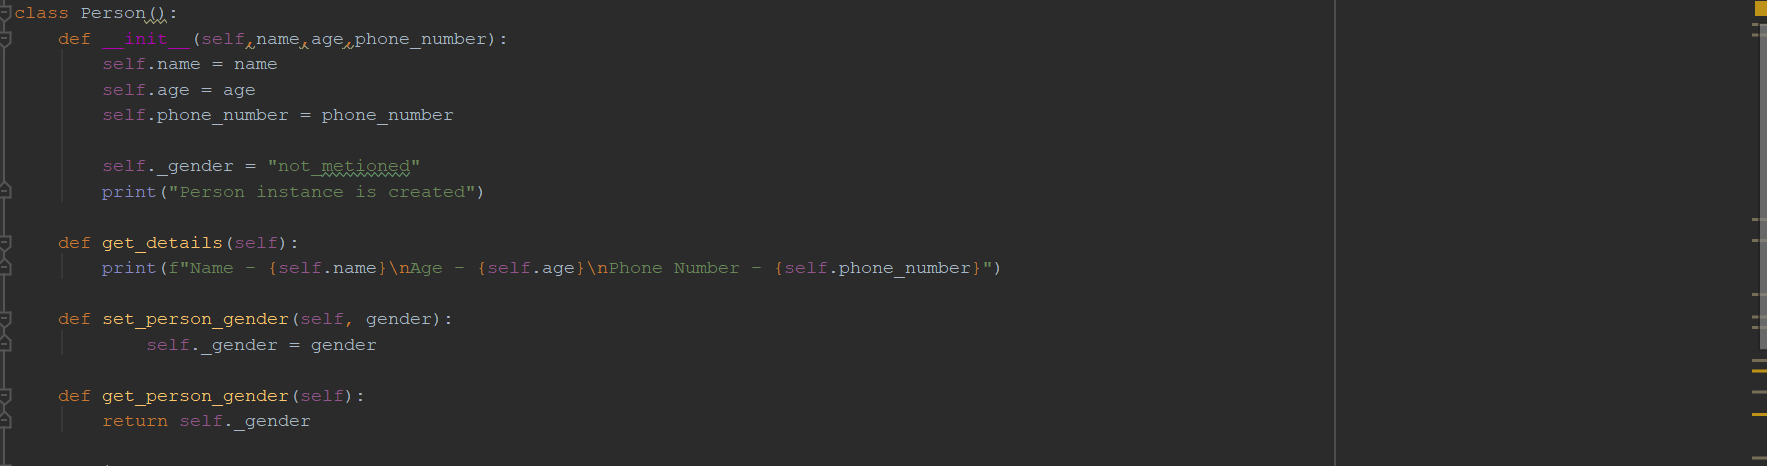 class Person():
def __init__(self,name,age,phone_number):
self.name = name
self.age = age
self.phone_number = phone_number
self._gender = "not_metioned"
print("Person instance is created")
def get_details(self):
print(f"Name - {self.name}\nAge - {self.age}\nPhone Number - {self.phone_number}")
def set_person_gender(self, gender):
self._gender = gender
def get_person_gender(self):
return self._gender